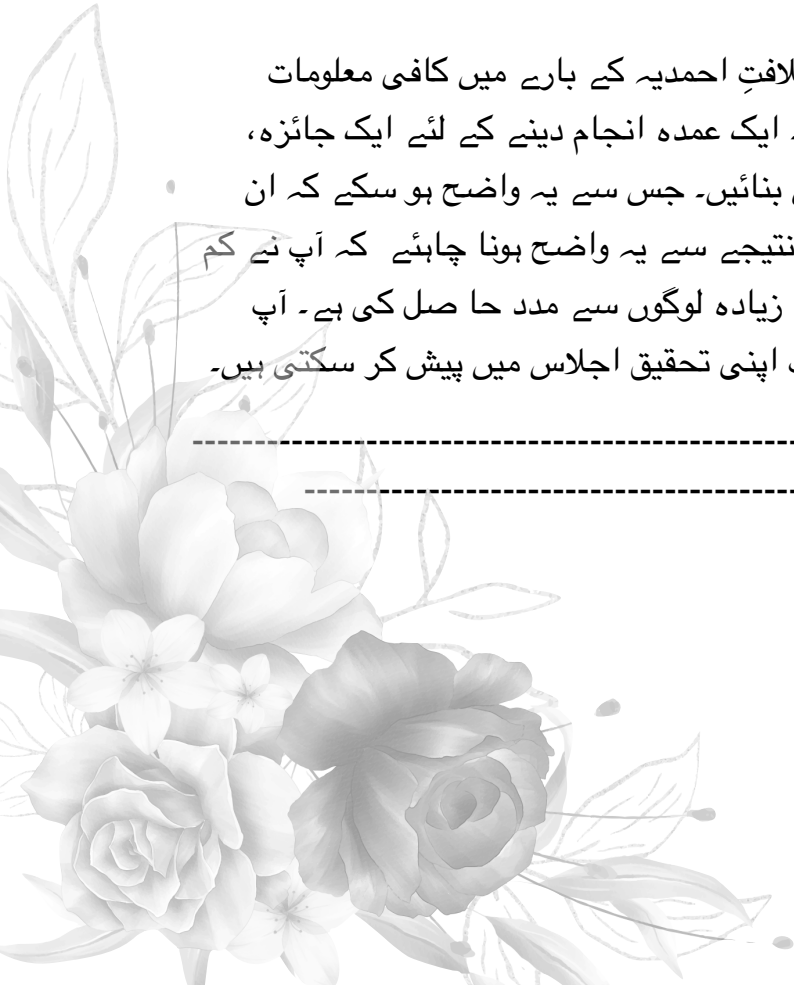 احمدیہ کے بارے میں کافی معلومات
ایک عمدہ انجام دینے کے لئے ایک جائزہ،
بنائیں۔ جس سے یہ واضح ہو سکے کہ ان
نتیجے سے یہ واضح ہونا چاہئے کہ آپ نے کم
زیادہ لوگوں سے مدد حا صل کی ہے۔ آپ
اپنی تحقیق اجلاس میں پیش کر سکتی ہیں۔